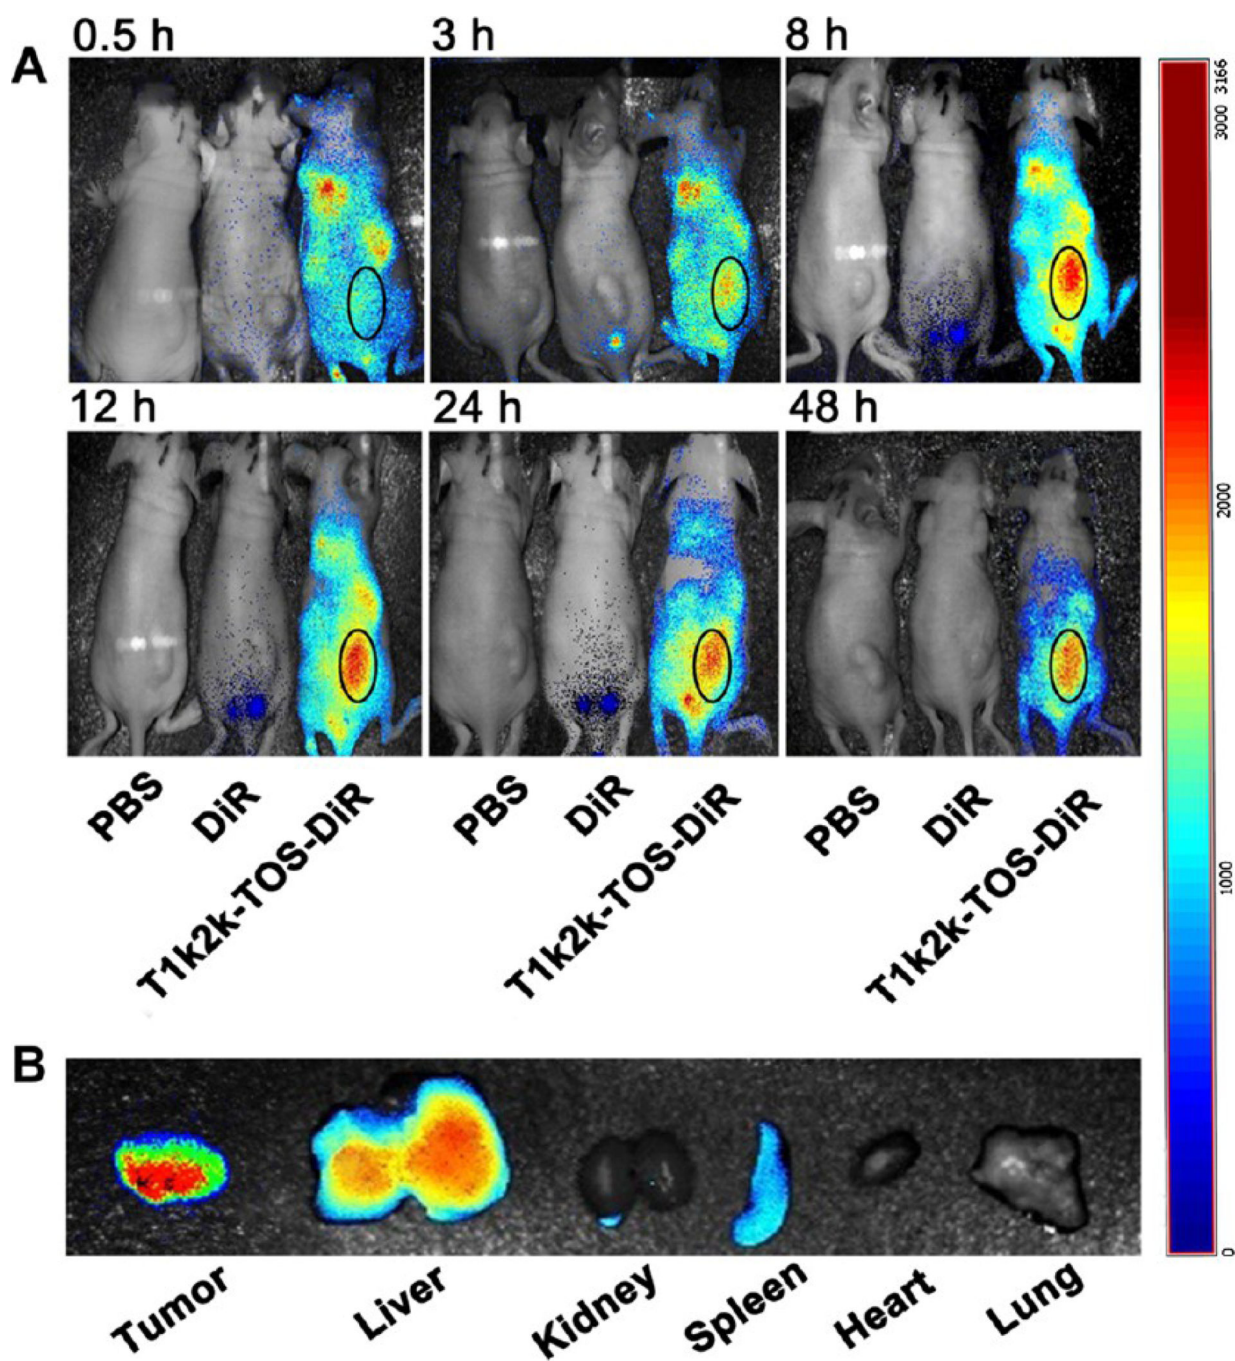 0.5 h
3 h
8 h
A
3166
3000
12 h
24 h
48 h
2000
PBS
DiR
T1k2k-TOS-DiR
PBS
DiR
T1k2k-TOS-DiR
PBS
DiR
T1k2k-TOS-DiR
1000
B
0
Tumor
Liver
Kidney
Spleen
Heart
Lung